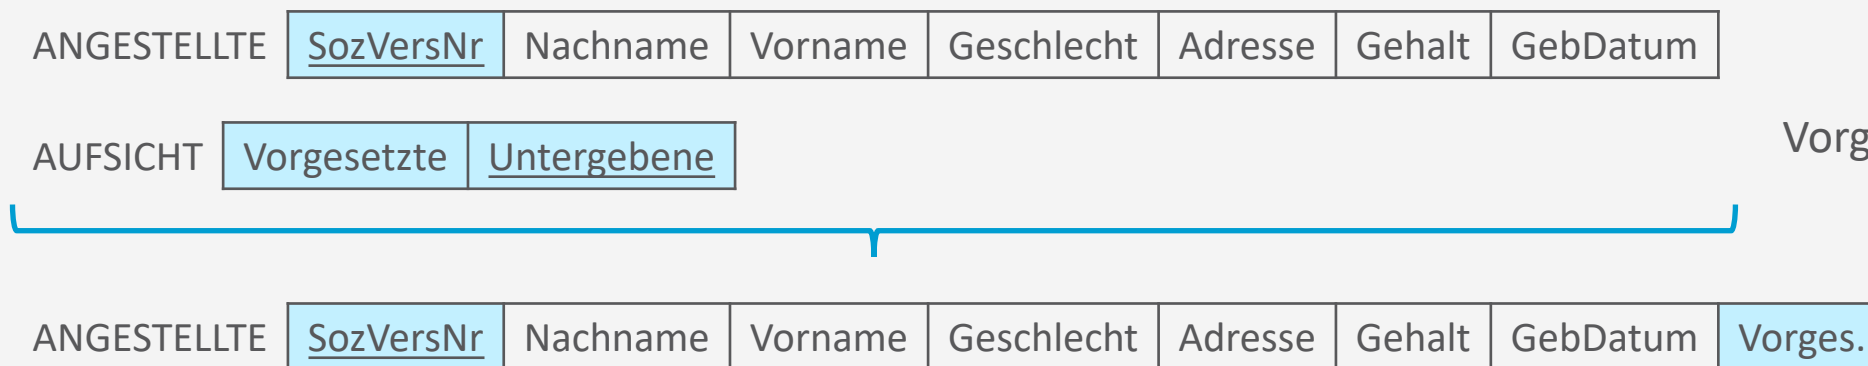 ANGESTELLTE SozVersNr Nachname Vorname Geschlecht Adresse Gehalt GebDatum
AUFSICHT Vorgesetzte Untergebene
Vorg
ANGESTELLTE SozVersNr Nachname Vorname Geschlecht Adresse Gehalt GebDatum Vorges.